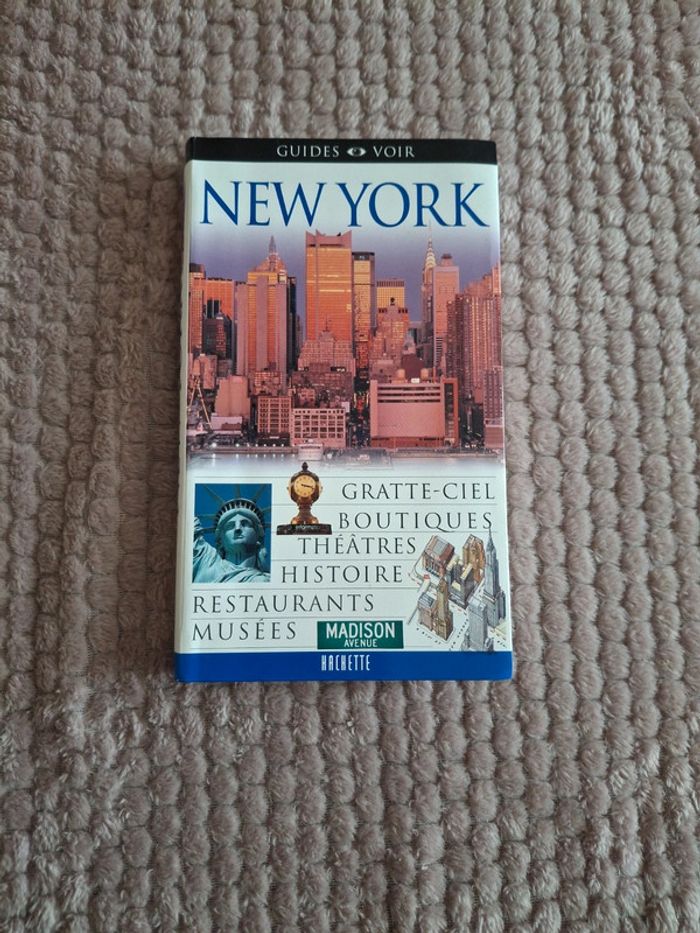 GUIDES VOIR
NEW YORK
GRATTE-CIEL
BOUTIQUES
THÉÂTRES
HISTOIRE
RESTAURANTS
MUSÉES
MADISON
AVENUE
HACHETTE